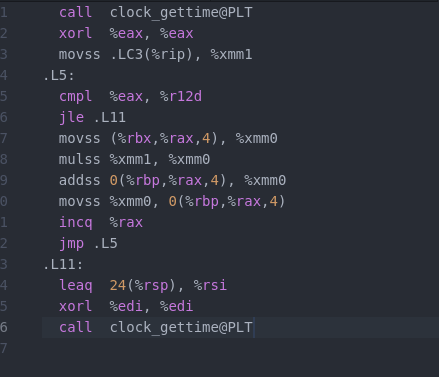 1 call clock_gettime@PLT
2 xorl %eax, %eax
3 movss .LC3(%rip), %xmm1
4 .L5:
5 cmpl %eax, %r12d
6 jle .L11
7 movss (%rbx,%rax,4), %xmm0
8 mulss %xmm1, %xmm0
9 addss 0(%rbp,%rax,4), %xmm0
0 movss %xmm0, 0(%rbp,%rax,4)
1 incq %rax
2 jmp .L5
3 .L11:
4 leaq 24(%rsp), %rsi
5 xorl %edi, %edi
6 call clock_gettime@PLT
7